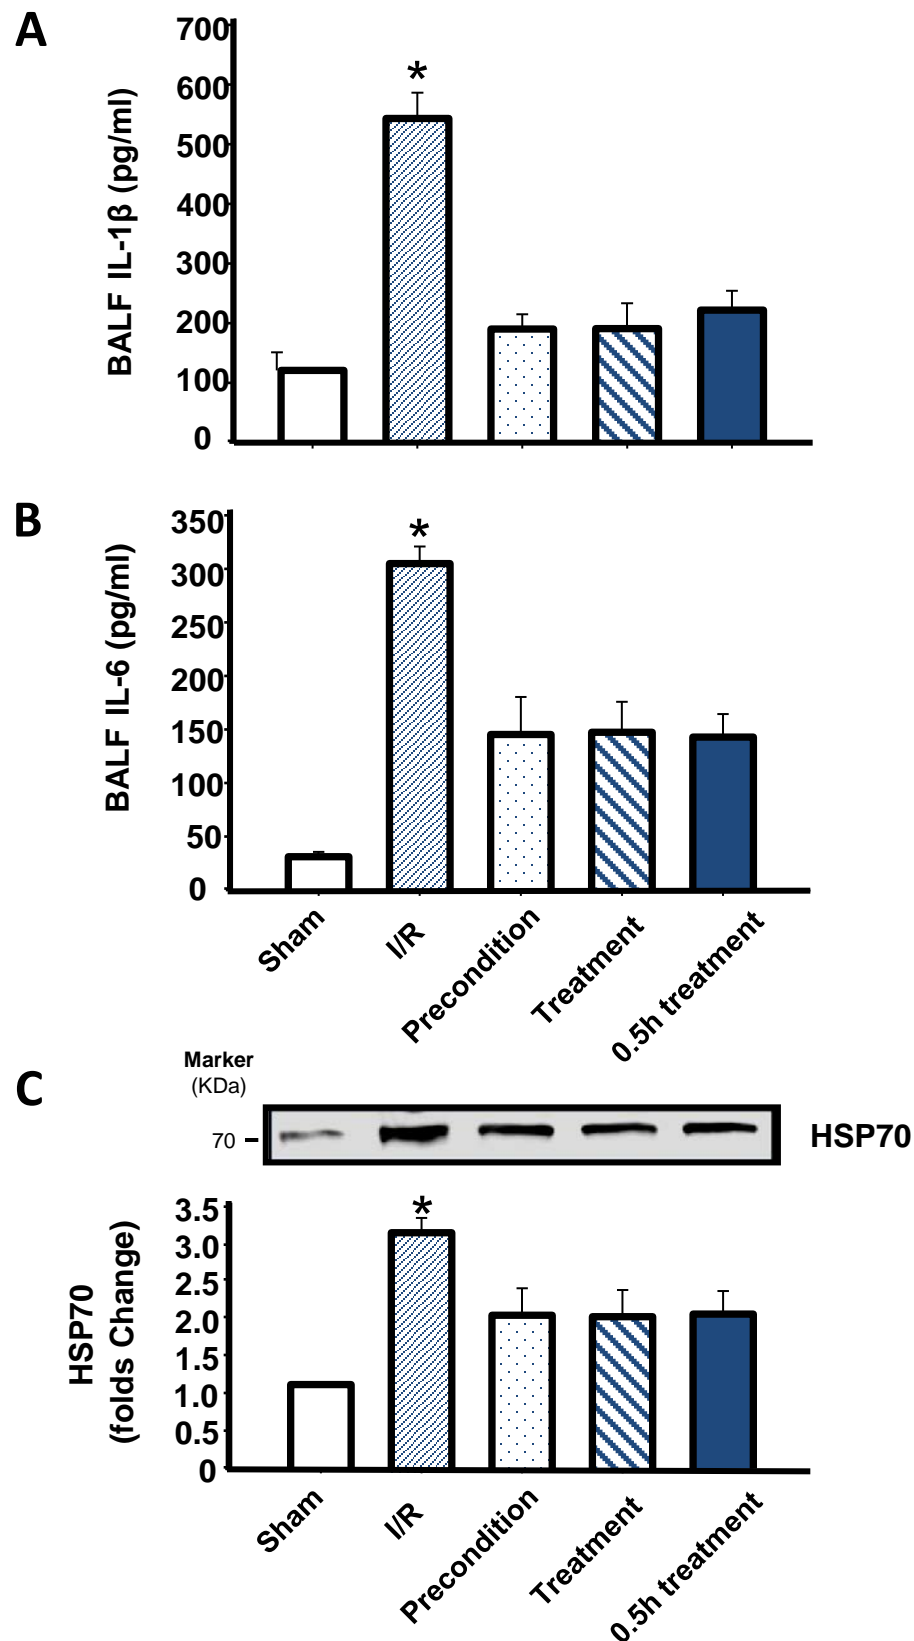 A
BALF IL-1β (pg/ml)
700
600
500
400
300
200
100
0
*
B
BALF IL-6 (pg/ml)
350
300
250
200
150
100
50
0
*
Sham
I/R
Precondition
Treatment
0.5h treatment
C
Marker
(KDa)
70
HSP70
HSP70
(folds Change)
3.5
3.0
2.5
2.0
1.5
1.0
0.5
0
*
Sham
I/R
Precondition
Treatment
0.5h treatment